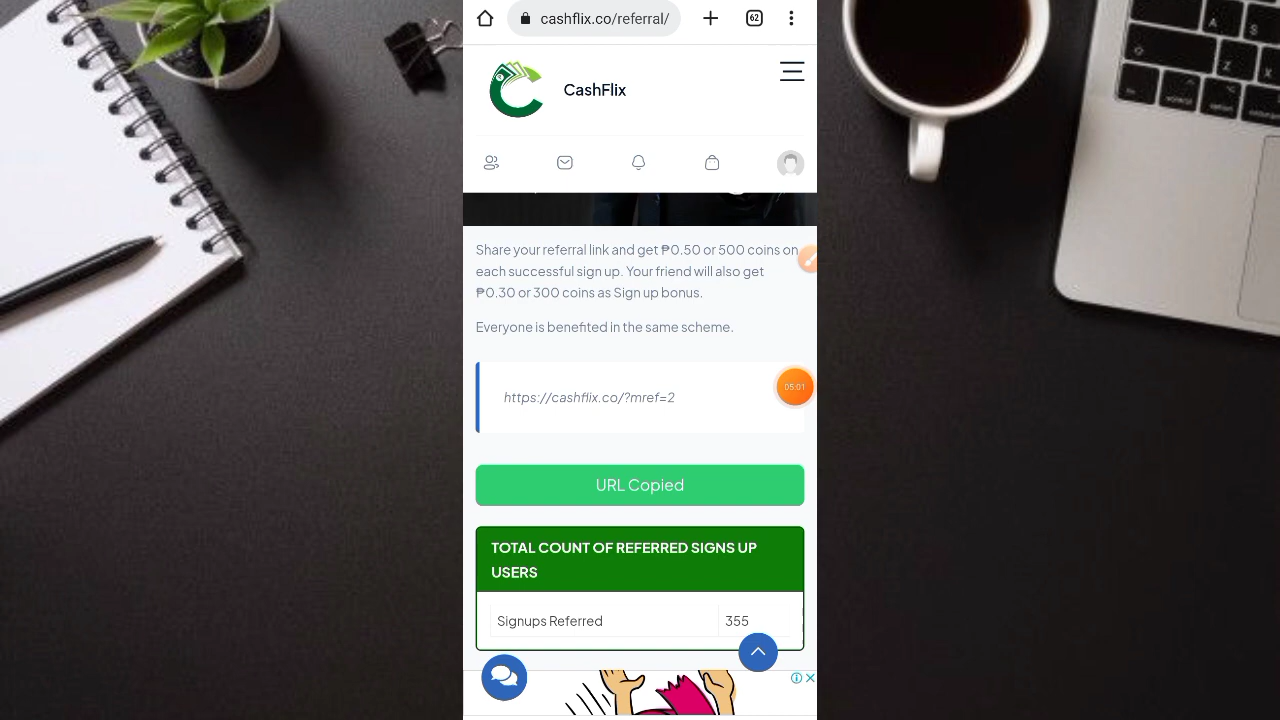 cashflix.co/referral/
62
CashFlix
Share your referral link and get ₱0.50 or 500 coins on
each successful sign up. Your friend will also get
₱0.30 or 300 coins as Sign up bonus.
Everyone is benefited in the same scheme.
https://cashflix.co/?mref=2
05:01
URL Copied
TOTAL COUNT OF REFERRED SIGNS UP
USERS
Signups Referred 355
A
S
Z
X
control
option